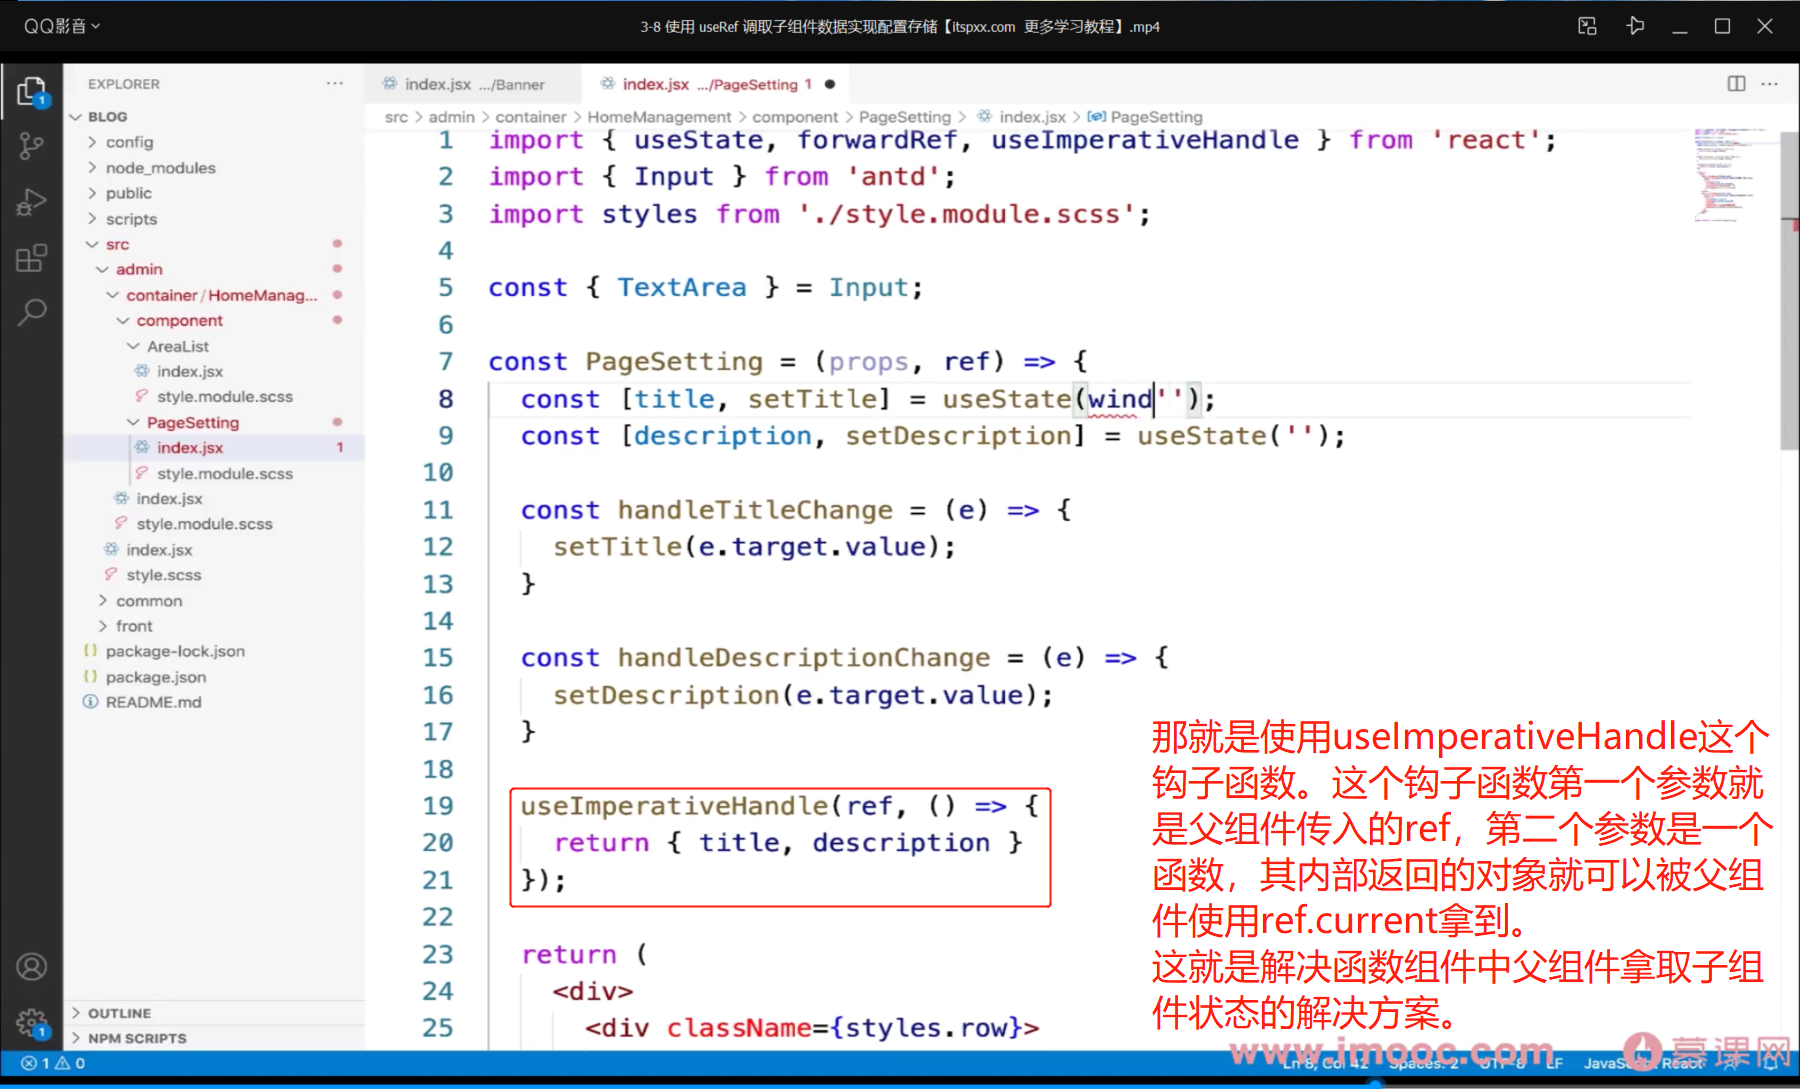 QQ影音
3-8 使用 useRef 调取子组件数据实现配置存储【itspxx.com 更多学习教程】.mp4
EXPLORER
BLOG
config
node_modules
public
scripts
src
admin
container/HomeManag...
component
AreaList
index.jsx
style.module.scss
PageSetting
index.jsx 1
style.module.scss
index.jsx
style.module.scss
index.jsx
style.scss
common
front
package-lock.json
package.json
README.md
OUTLINE
NPM SCRIPTS
1
1
index.jsx .../Banner
index.jsx .../PageSetting 1
src > admin > container > HomeManagement > component > PageSetting > index.jsx > PageSetting
1 import { useState, forwardRef, useImperativeHandle } from 'react';
2 import { Input } from 'antd';
3 import styles from './style.module.scss';
4
5 const { TextArea } = Input;
6
7 const PageSetting = (props, ref) => {
8 const [title, setTitle] = useState(wind'');
9 const [description, setDescription] = useState('');
10
11 const handleTitleChange = (e) => {
12 setTitle(e.target.value);
13 }
14
15 const handleDescriptionChange = (e) => {
16 setDescription(e.target.value);
17 }
18
19 useImperativeHandle(ref, () => {
20 return { title, description }
21 });
22
23 return (
24 <div>
25 <div className={styles.row}>
那就是使用useImperativeHandle这个
钩子函数。这个钩子函数第一个参数就
是父组件传入的ref，第二个参数是一个
函数，其内部返回的对象就可以被父组
件使用ref.current拿到。
这就是解决函数组件中父组件拿取子组
件状态的解决方案。
www.imooc.com 慕课网
1 0
Ln 8, Col 42 Spaces: 2 UTF-8 LF JavaScript React